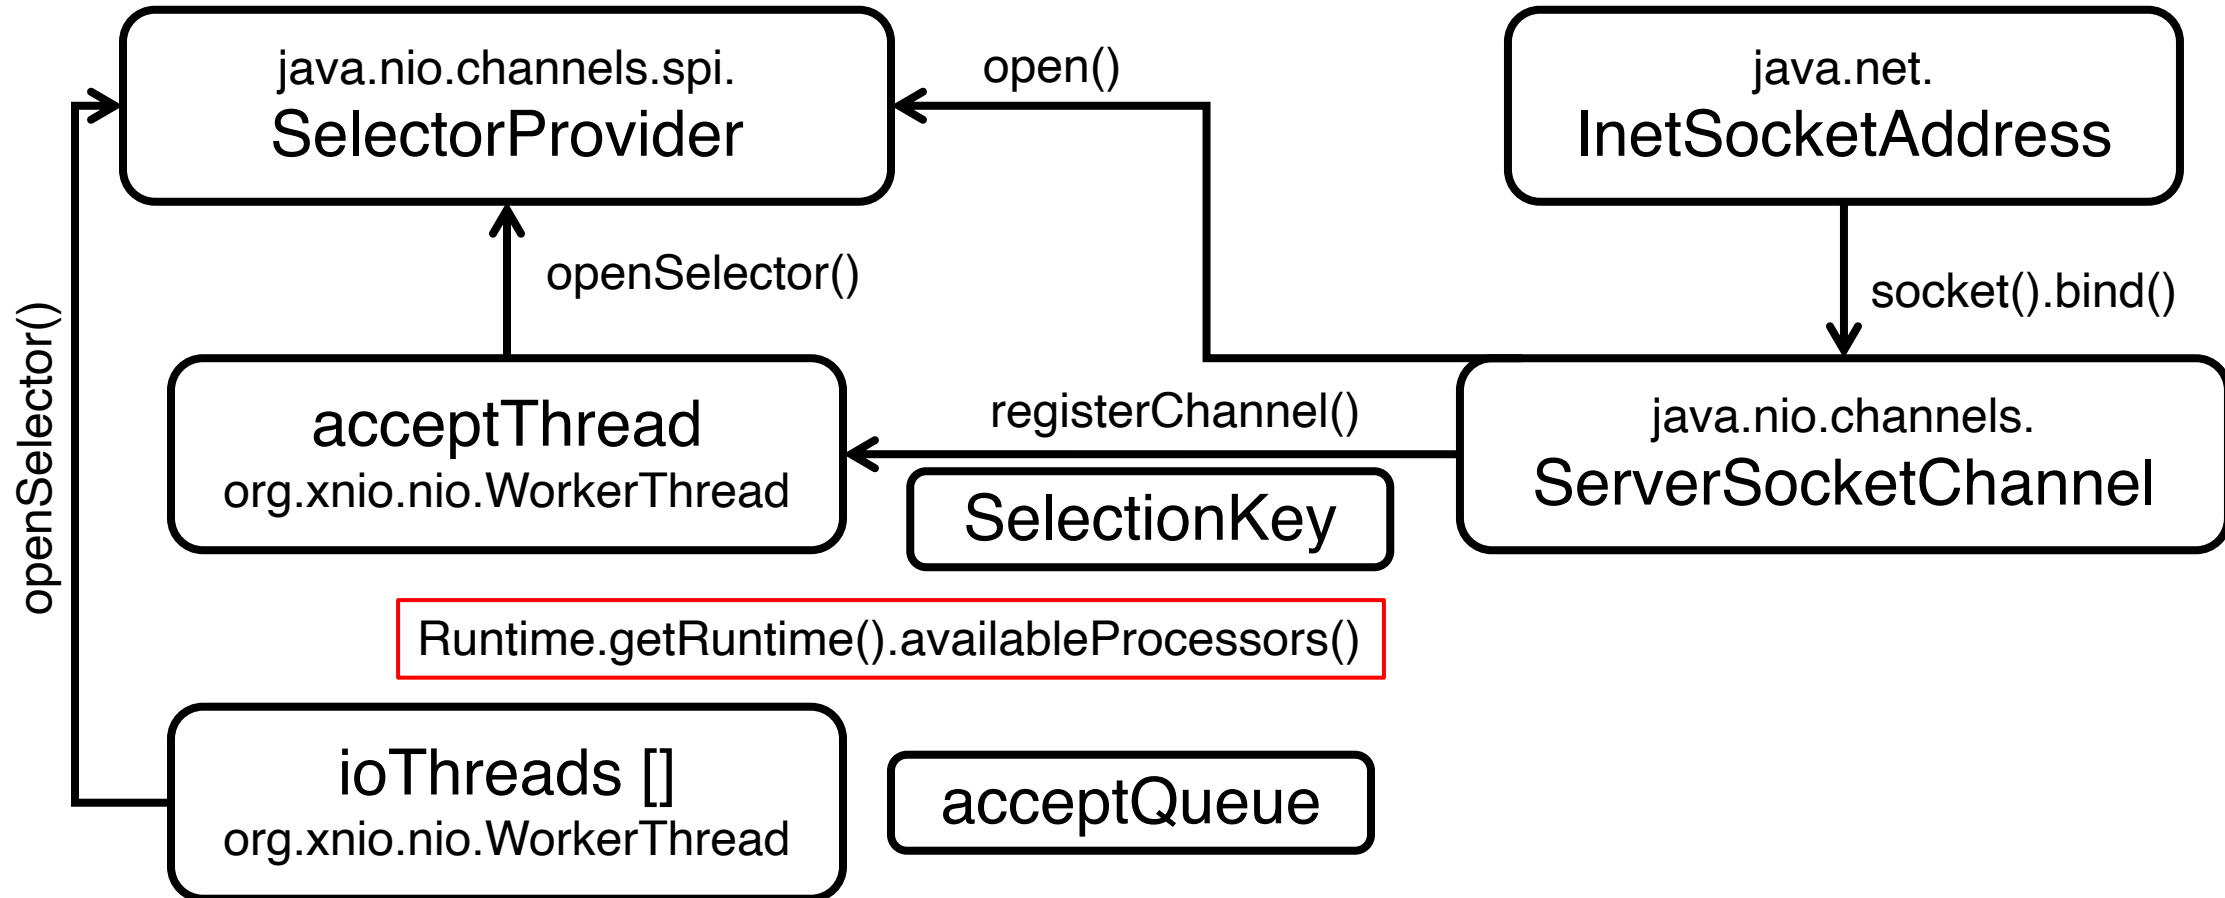 java.nio.channels.spi.
SelectorProvider
open()
java.net.
InetSocketAddress
openSelector()
socket().bind()
openSelector()
acceptThread
org.xnio.nio.WorkerThread
registerChannel()
SelectionKey
java.nio.channels.
ServerSocketChannel
Runtime.getRuntime().availableProcessors()
ioThreads []
org.xnio.nio.WorkerThread
acceptQueue